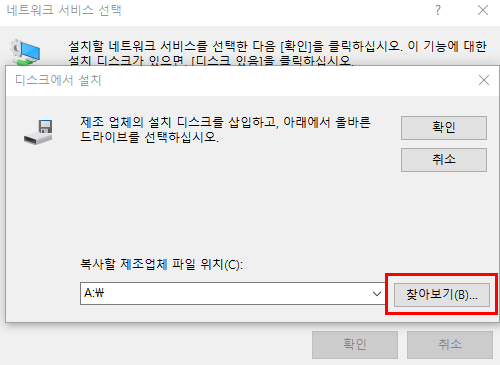 네트워크 서비스 선택
설치할 네트워크 서비스를 선택한 다음 [확인]을 클릭하십시오. 이 기능에 대한
설치 디스크가 있으면, [디스크 있음]을 클릭하십시오.
디스크에서 설치
제조 업체의 설치 디스크를 삽입하고, 아래에서 올바른
드라이브를 선택하십시오.
확인
취소
복사할 제조업체 파일 위치(C):
A:₩
찾아보기(B)...
확인
취소